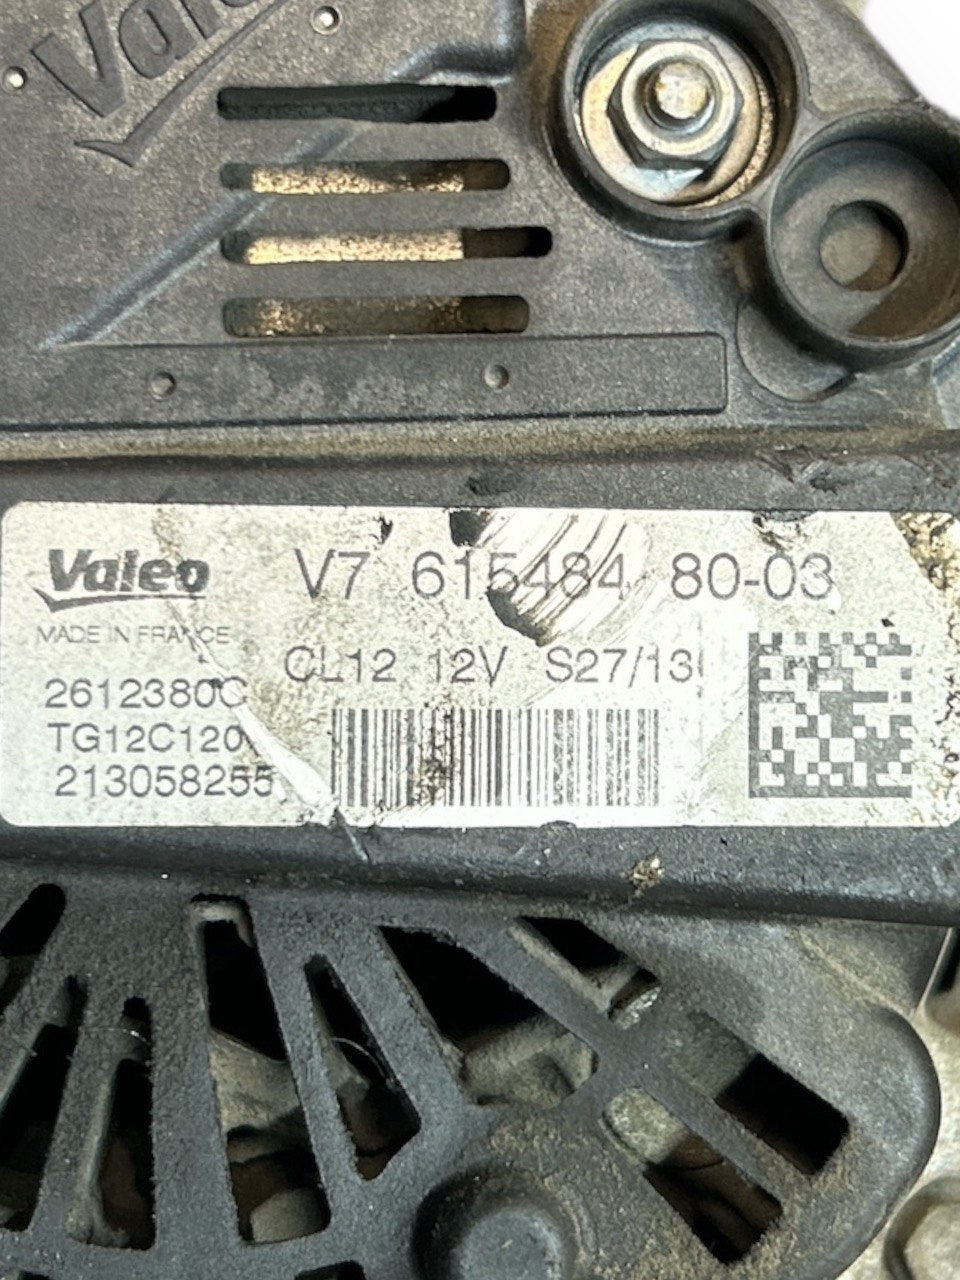 Valeo
Valeo V7 615484 80-03
MADE IN FRANCE
CL12 12V S27/13
2612380C
TG12C120
213058255